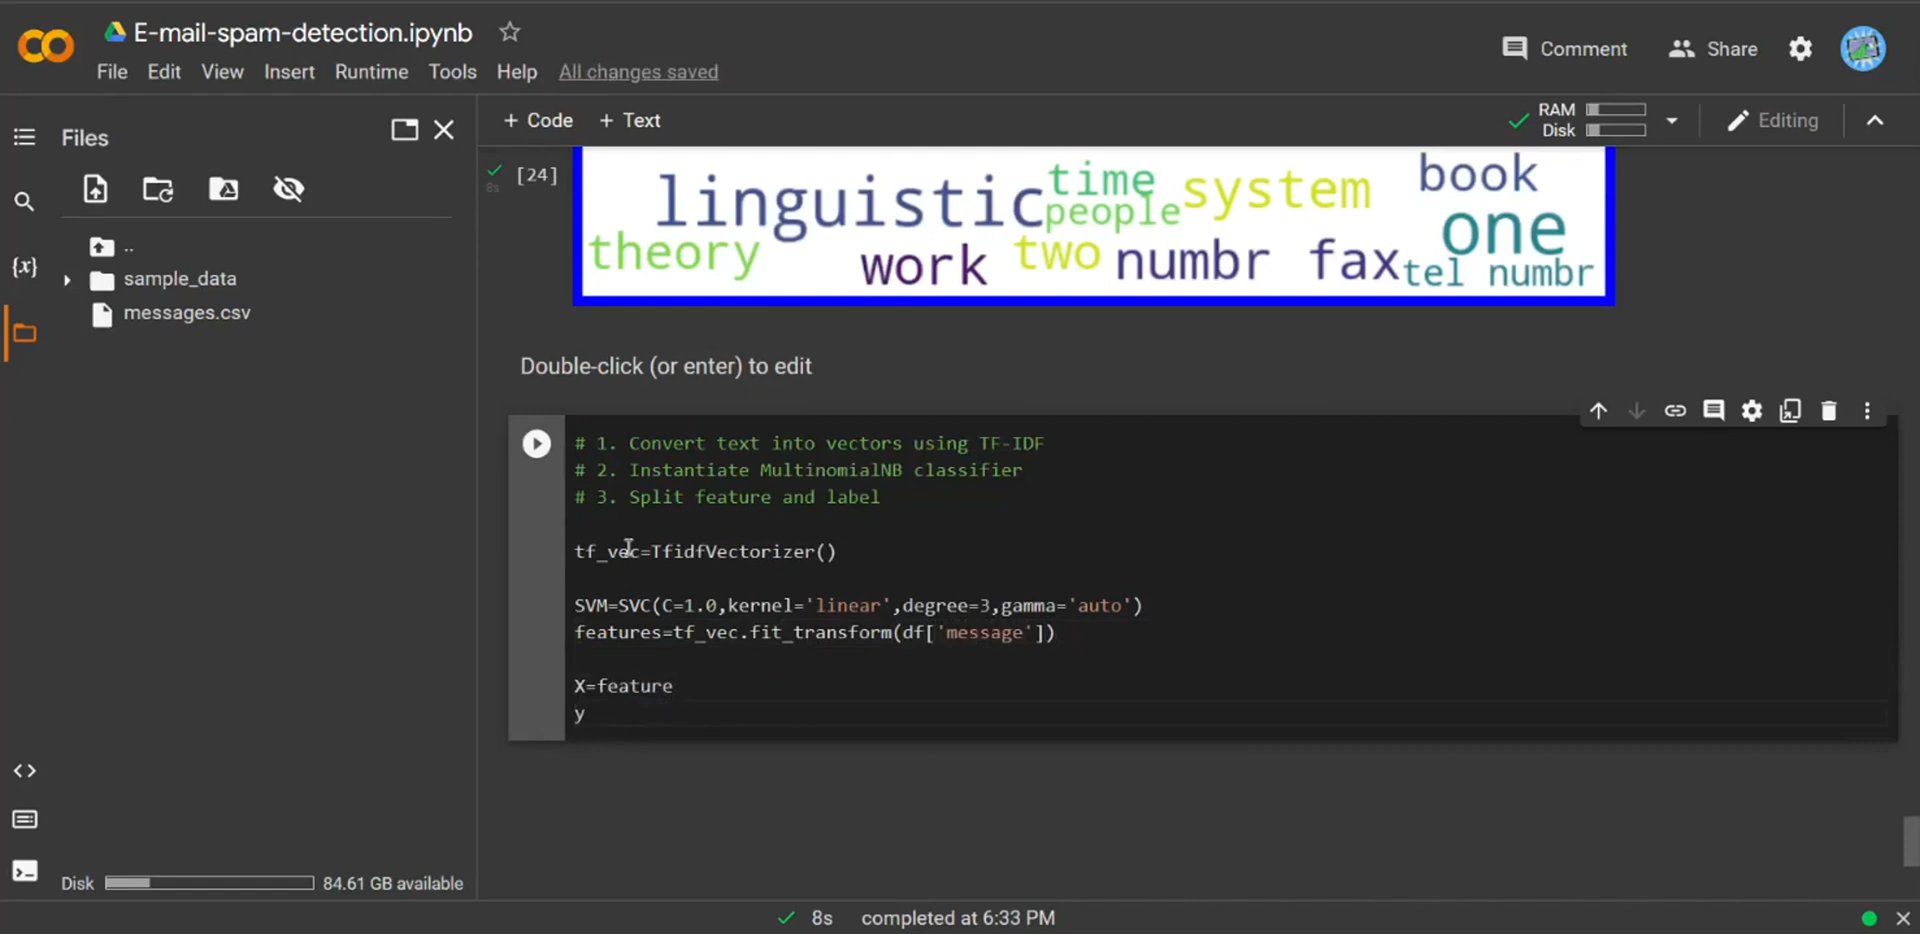 E-mail-spam-detection.ipynb
Comment
Share
File Edit View Insert Runtime Tools Help All changes saved
Files
+ Code + Text
RAM
Disk
Editing
..
sample_data
messages.csv
{x}
8s
[24]
linguistic
time
people
system
book
one
theory
work
two
numbr fax
tel numbr
Double-click (or enter) to edit
# 1. Convert text into vectors using TF-IDF
# 2. Instantiate MultinomialNB classifier
# 3. Split feature and label
tf_vec=TfidfVectorizer()
SVM=SVC(C=1.0,kernel='linear',degree=3,gamma='auto')
features=tf_vec.fit_transform(df['message'])
X=feature
y
Disk 84.61 GB available
8s completed at 6:33 PM